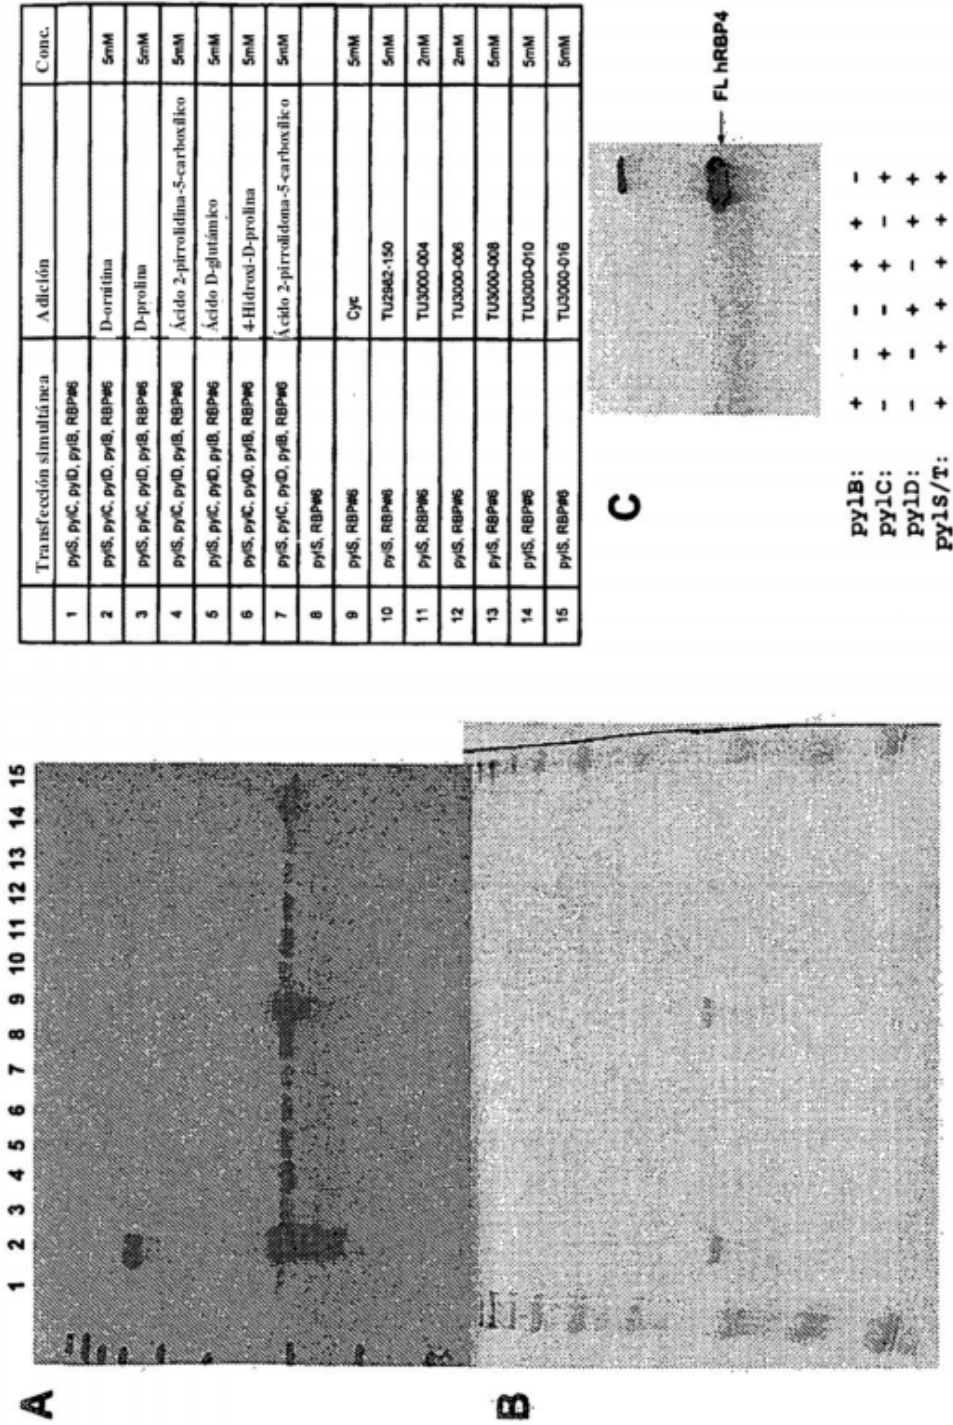 A
1 2 3 4 5 6 7 8 9 10 11 12 13 14 15
B
Transfección simultánea Adición Conc.
1 pylS, pylC, pylD, pylB, RBP#6
2 pylS, pylC, pylD, pylB, RBP#6 D-ornitina 5mM
3 pylS, pylC, pylD, pylB, RBP#6 D-prolina 5mM
4 pylS, pylC, pylD, pylB, RBP#6 Ácido 2-pirrolidina-5-carboxílico 5mM
5 pylS, pylC, pylD, pylB, RBP#6 Ácido D-glutámico 5mM
6 pylS, pylC, pylD, pylB, RBP#6 4-Hidroxi-D-prolina 5mM
7 pylS, pylC, pylD, pylB, RBP#6 Ácido 2-pirrolidona-5-carboxílico 5mM
8 pylS, RBP#6
9 pylS, RBP#6 Cyc 5mM
10 pylS, RBP#6 TU2982-150 5mM
11 pylS, RBP#6 TU3000-004 2mM
12 pylS, RBP#6 TU3000-006 2mM
13 pylS, RBP#6 TU3000-008 5mM
14 pylS, RBP#6 TU3000-010 5mM
15 pylS, RBP#6 TU3000-016 5mM
C
FL hRBP4
pylB: + - - + + -
pylC: - + - + - +
pylD: - - + - + +
pylS/T: + + + + + +